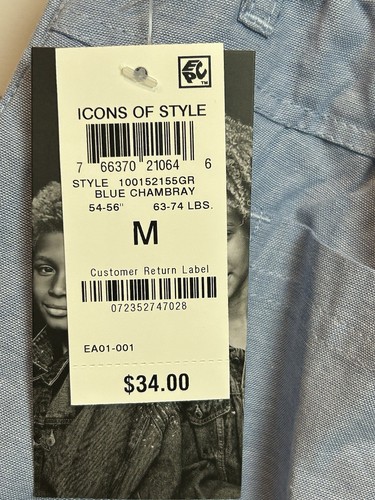 EPC™
ICONS OF STYLE
7 66370 21064 6
STYLE 100152155GR
BLUE CHAMBRAY
54-56" 63-74 LBS.
M
Customer Return Label
072352747028
EA01-001
$34.00